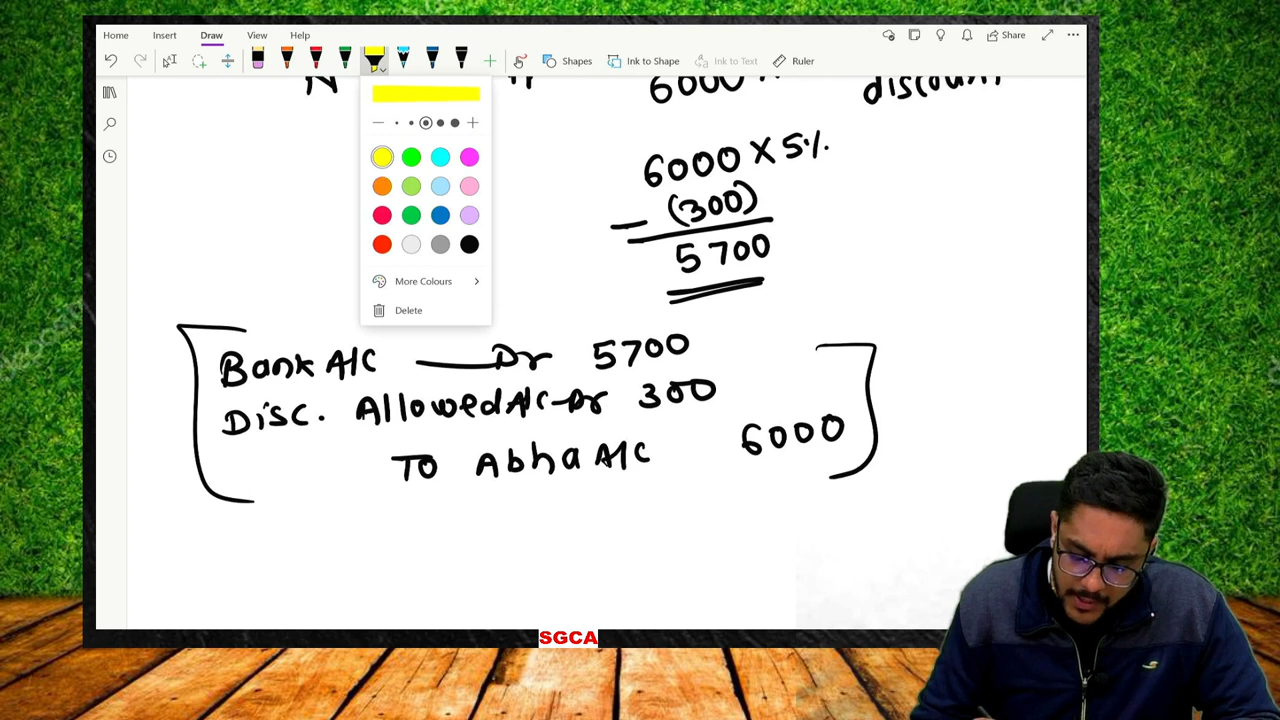 Home Insert Draw View Help
Share
Shapes Ink to Shape Ink to Text Ruler
6000
discount
6000 X 5%
- (300)
5700
More Colours
Delete
Bank A/C Dr 5700
Disc. Allowed A/C Dr 300
To Abha A/C 6000
SGCA